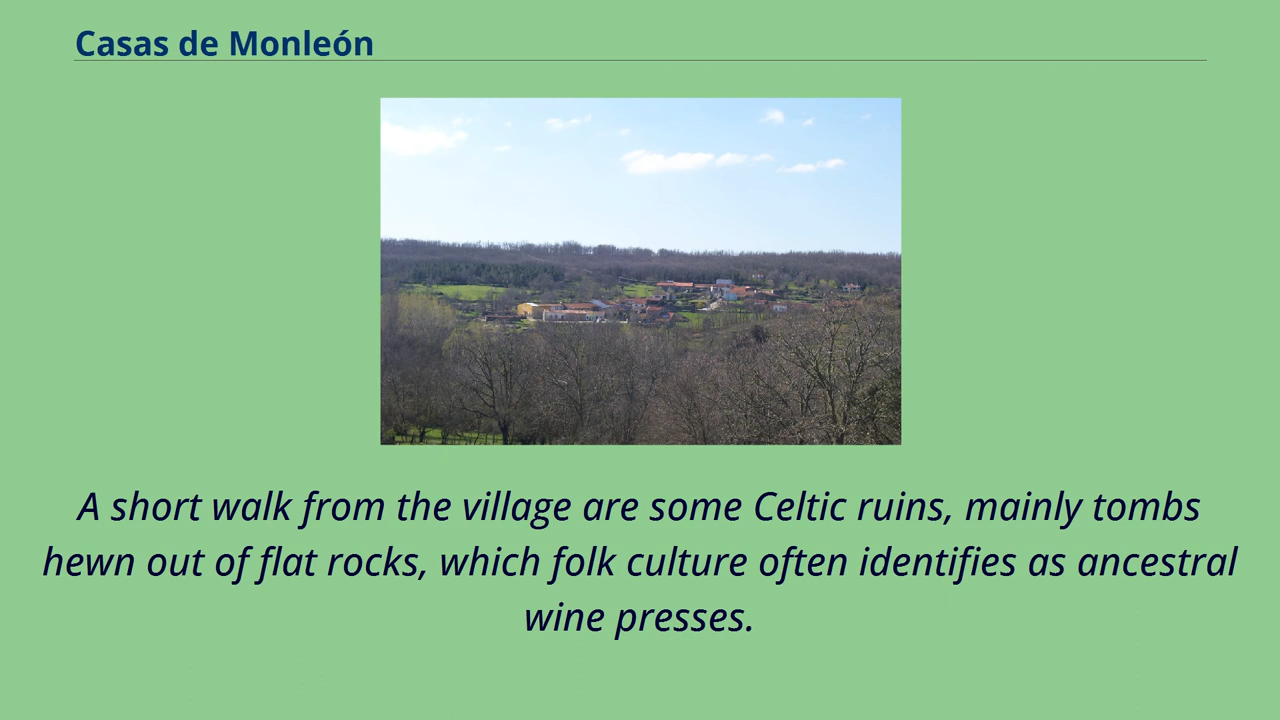 Casas de Monleón
A short walk from the village are some Celtic ruins, mainly tombs
hewn out of flat rocks, which folk culture often identifies as ancestral
wine presses.